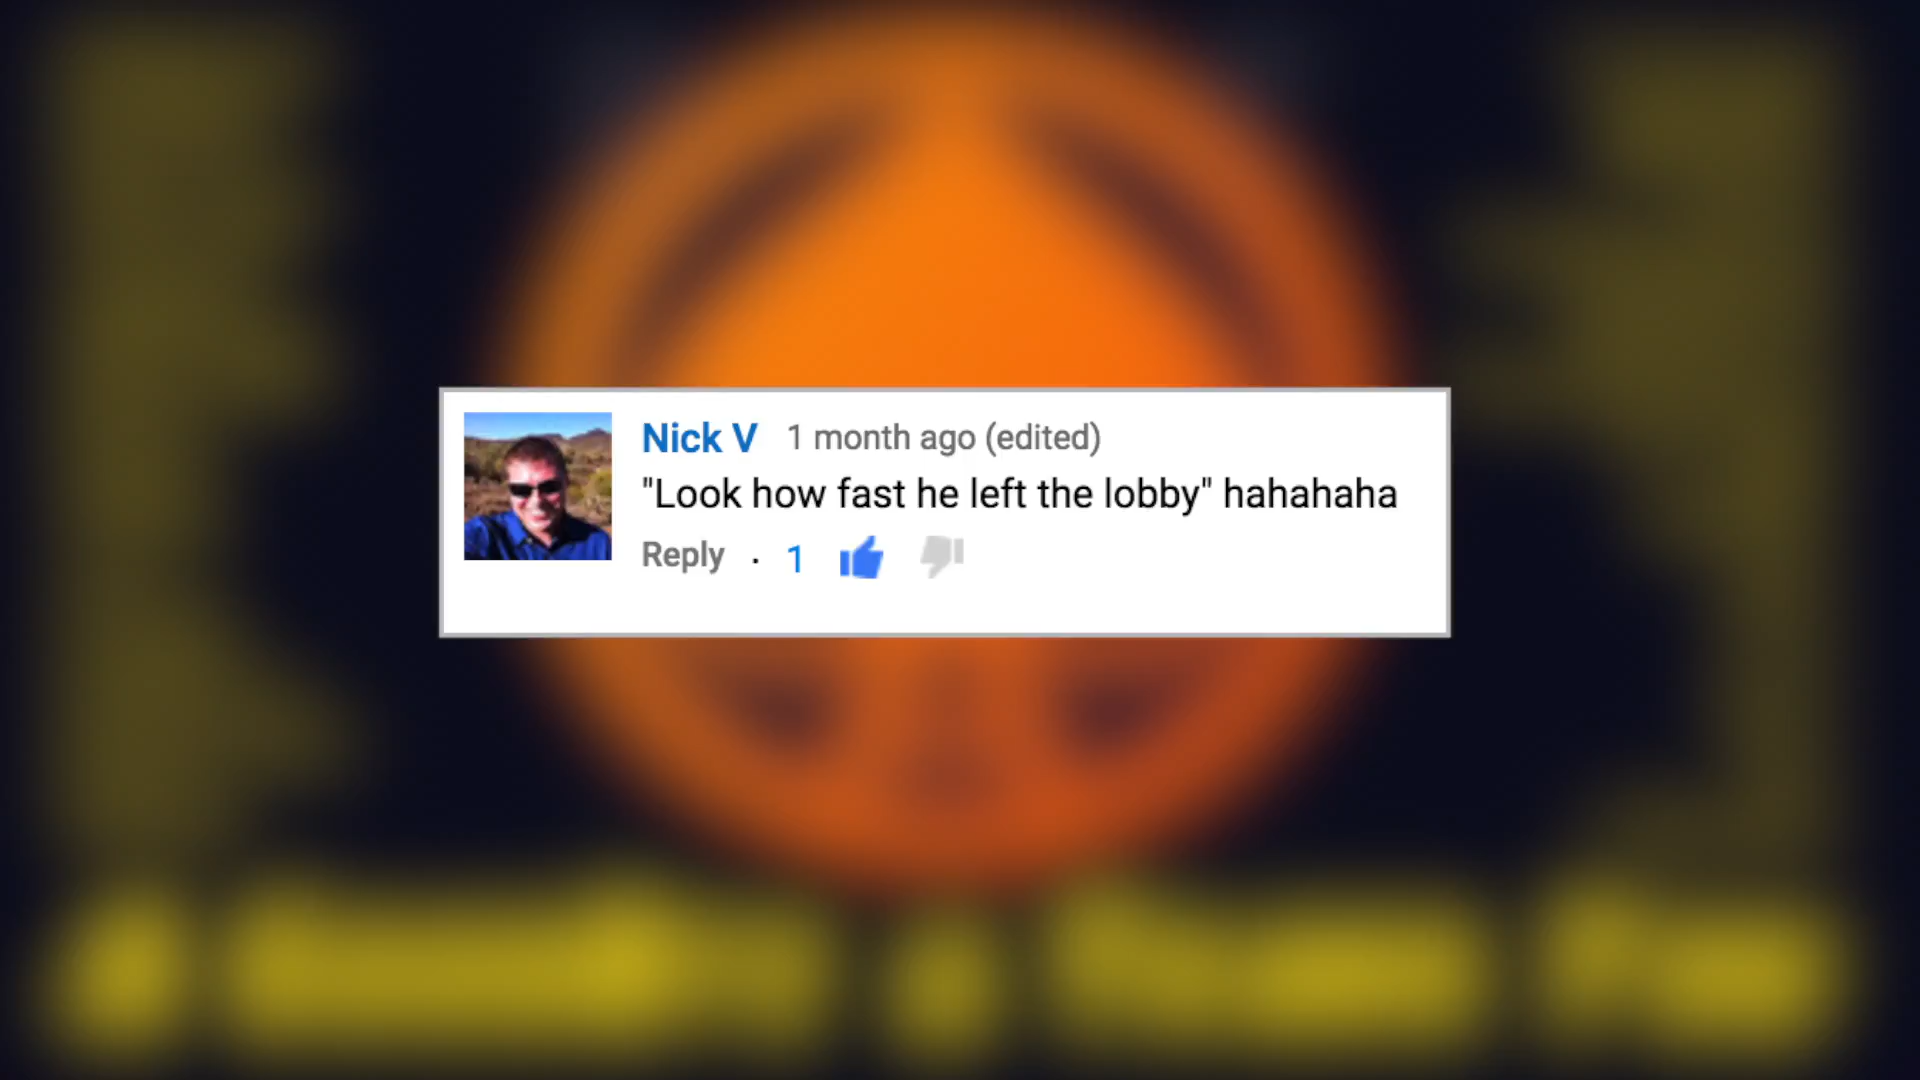 Nick V 1 month ago (edited)
"Look how fast he left the lobby" hahahaha
Reply · 1